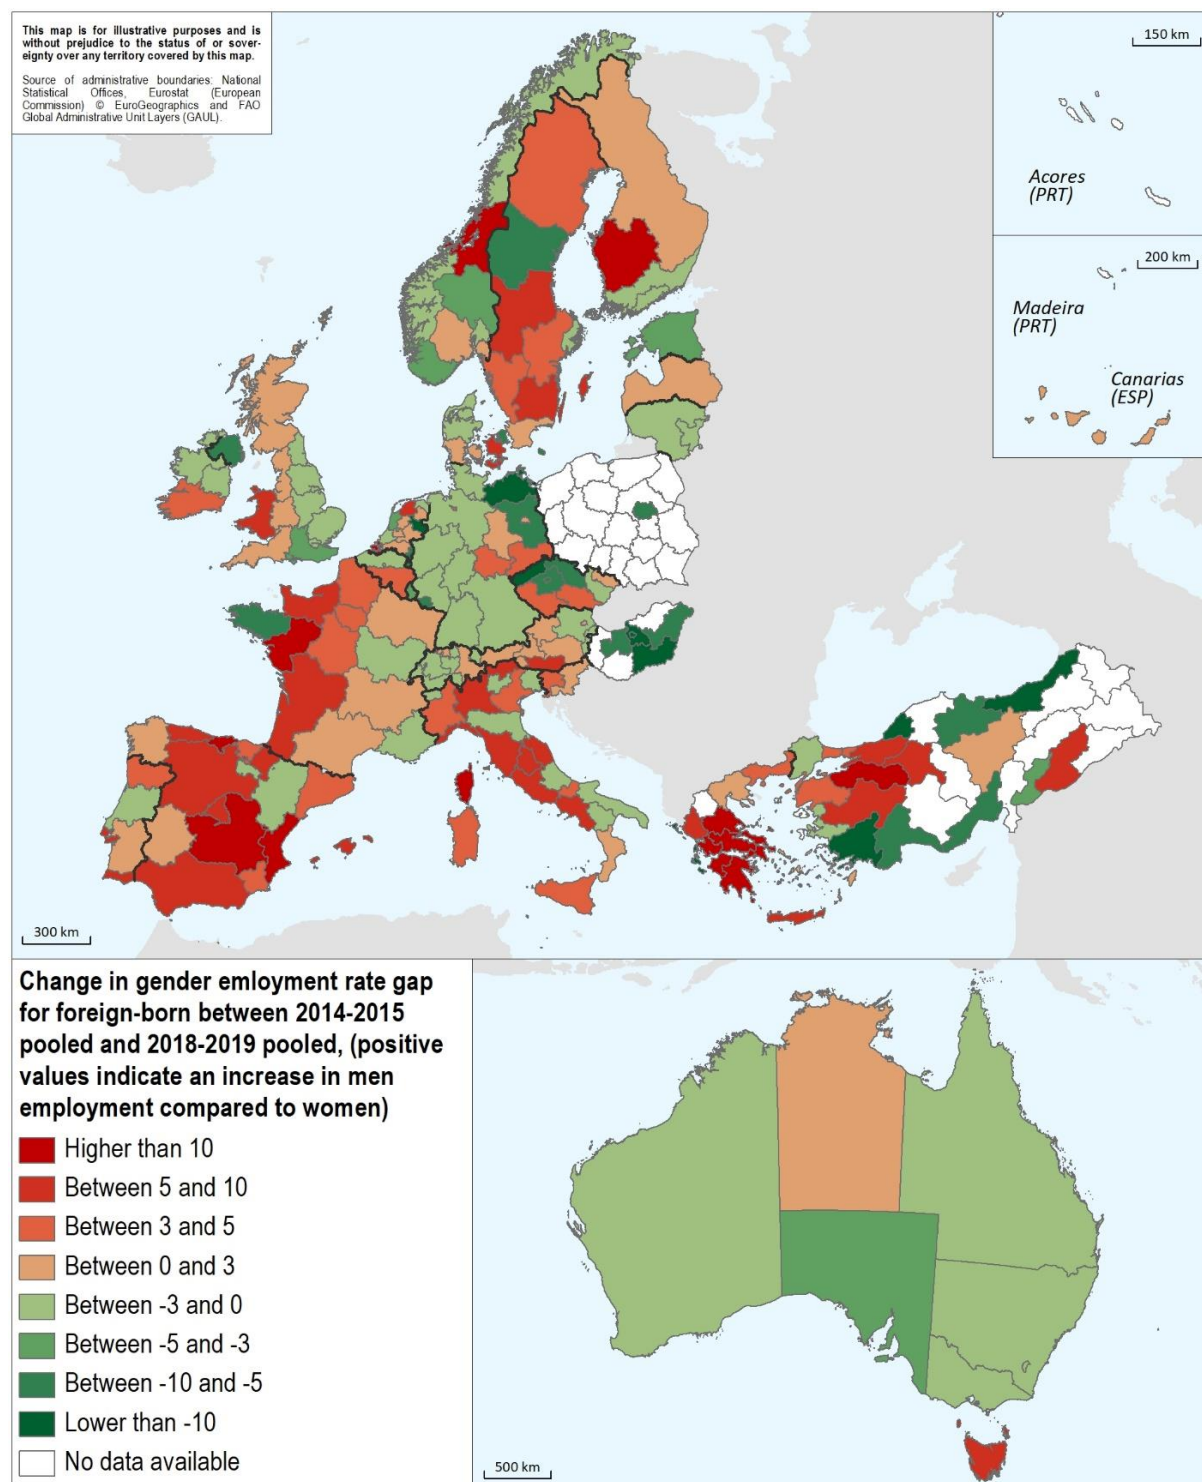 This map is for illustrative purposes and is
without prejudice to the status of or sover-
eignty over any territory covered by this map.
Source of administrative boundaries: National
Statistical Offices, Eurostat (European
Commission) © EuroGeographics and FAO
Global Administrative Unit Layers (GAUL).
150 km
Acores
(PRT)
200 km
Madeira
(PRT)
Canarias
(ESP)
300 km
Change in gender emloyment rate gap
for foreign-born between 2014-2015
pooled and 2018-2019 pooled, (positive
values indicate an increase in men
employment compared to women)
Higher than 10
Between 5 and 10
Between 3 and 5
Between 0 and 3
Between -3 and 0
Between -5 and -3
Between -10 and -5
Lower than -10
No data available
500 km